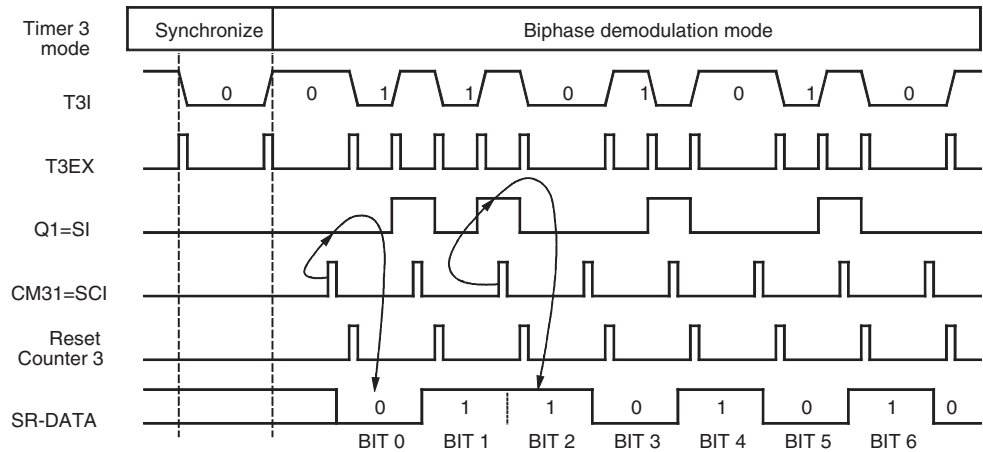 Timer 3 mode Synchronize Biphase demodulation mode
T3I 0 0 1 1 0 1 0 1 0
T3EX
Q1=SI
CM31=SCI
Reset Counter 3
SR-DATA 0 1 1 0 1 0 1 0
BIT 0 BIT 1 BIT 2 BIT 3 BIT 4 BIT 5 BIT 6